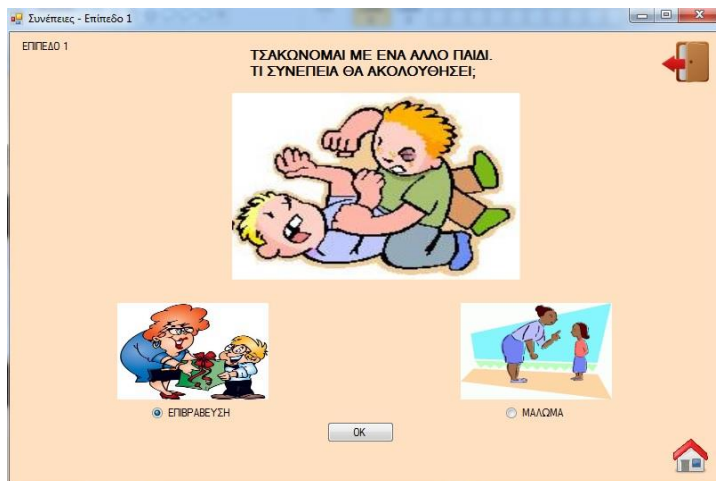 Συνέπειες - Επίπεδο 1
ΕΠΙΠΕΔΟ 1
ΤΣΑΚΩΝΟΜΑΙ ΜΕ ΕΝΑ ΑΛΛΟ ΠΑΙΔΙ.
ΤΙ ΣΥΝΕΠΕΙΑ ΘΑ ΑΚΟΛΟΥΘΗΣΕΙ;
ΕΠΙΒΡΑΒΕΥΣΗ
ΜΑΛΩΜΑ
OK